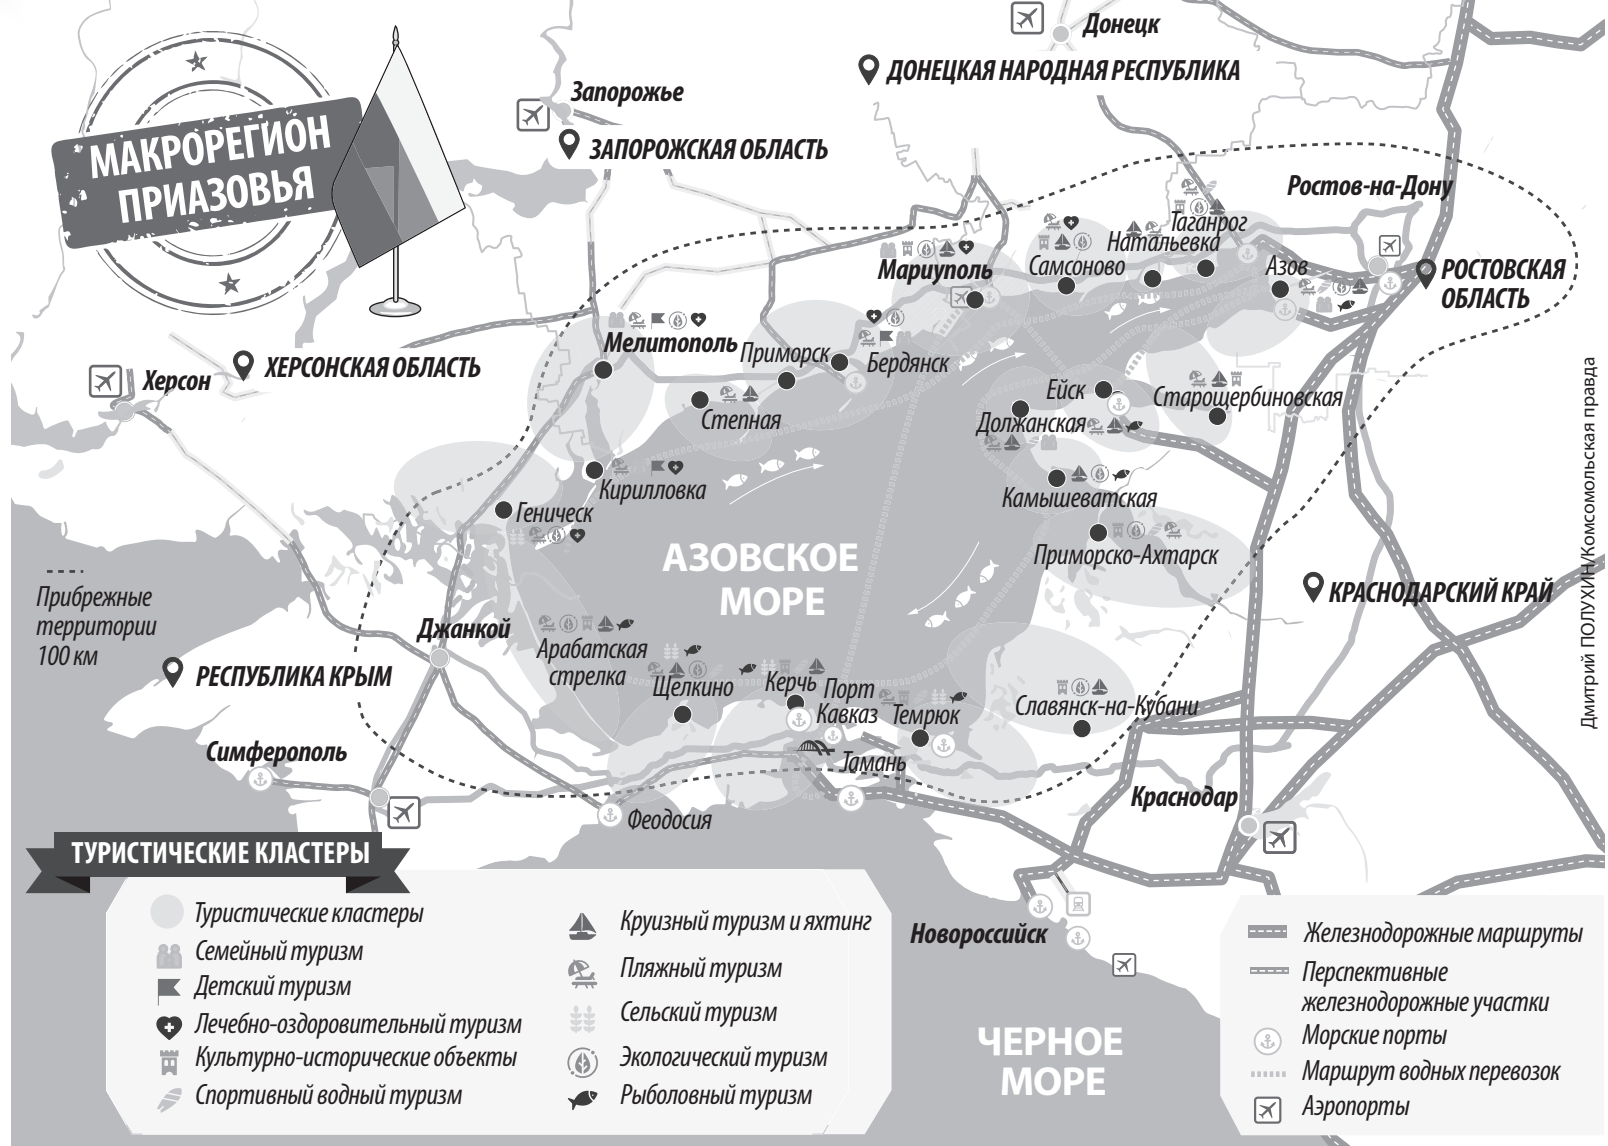 МАКРОРЕГИОН
ПРИАЗОВЬЯ
Донецк
ДОНЕЦКАЯ НАРОДНАЯ РЕСПУБЛИКА
Запорожье
ЗАПОРОЖСКАЯ ОБЛАСТЬ
Ростов-на-Дону
Таганрог
Натальевка
Мариуполь
Самсоново
Азов
РОСТОВСКАЯ
ОБЛАСТЬ
Мелитополь
Приморск
Бердянск
ХЕРСОНСКАЯ ОБЛАСТЬ
Херсон
Степная
Ейск
Старощербиновская
Должанская
Кирилловка
Камышеватская
Геническ
Приморско-Ахтарск
АЗОВСКОЕ
МОРЕ
КРАСНОДАРСКИЙ КРАЙ
Прибрежные
территории
100 км
Джанкой
Арабатская
стрелка
РЕСПУБЛИКА КРЫМ
Щелкино
Керчь
Порт
Кавказ
Темрюк
Славянск-на-Кубани
Симферополь
Тамань
Краснодар
Феодосия
Новороссийск
ЧЕРНОЕ
МОРЕ
ТУРИСТИЧЕСКИЕ КЛАСТЕРЫ
Туристические кластеры
Семейный туризм
Детский туризм
Лечебно-оздоровительный туризм
Культурно-исторические объекты
Спортивный водный туризм
Круизный туризм и яхтинг
Пляжный туризм
Сельский туризм
Экологический туризм
Рыболовный туризм
Железнодорожные маршруты
Перспективные
железнодорожные участки
Морские порты
Маршрут водных перевозок
Аэропорты
Дмитрий ПОЛУХИН/Комсомольская правда